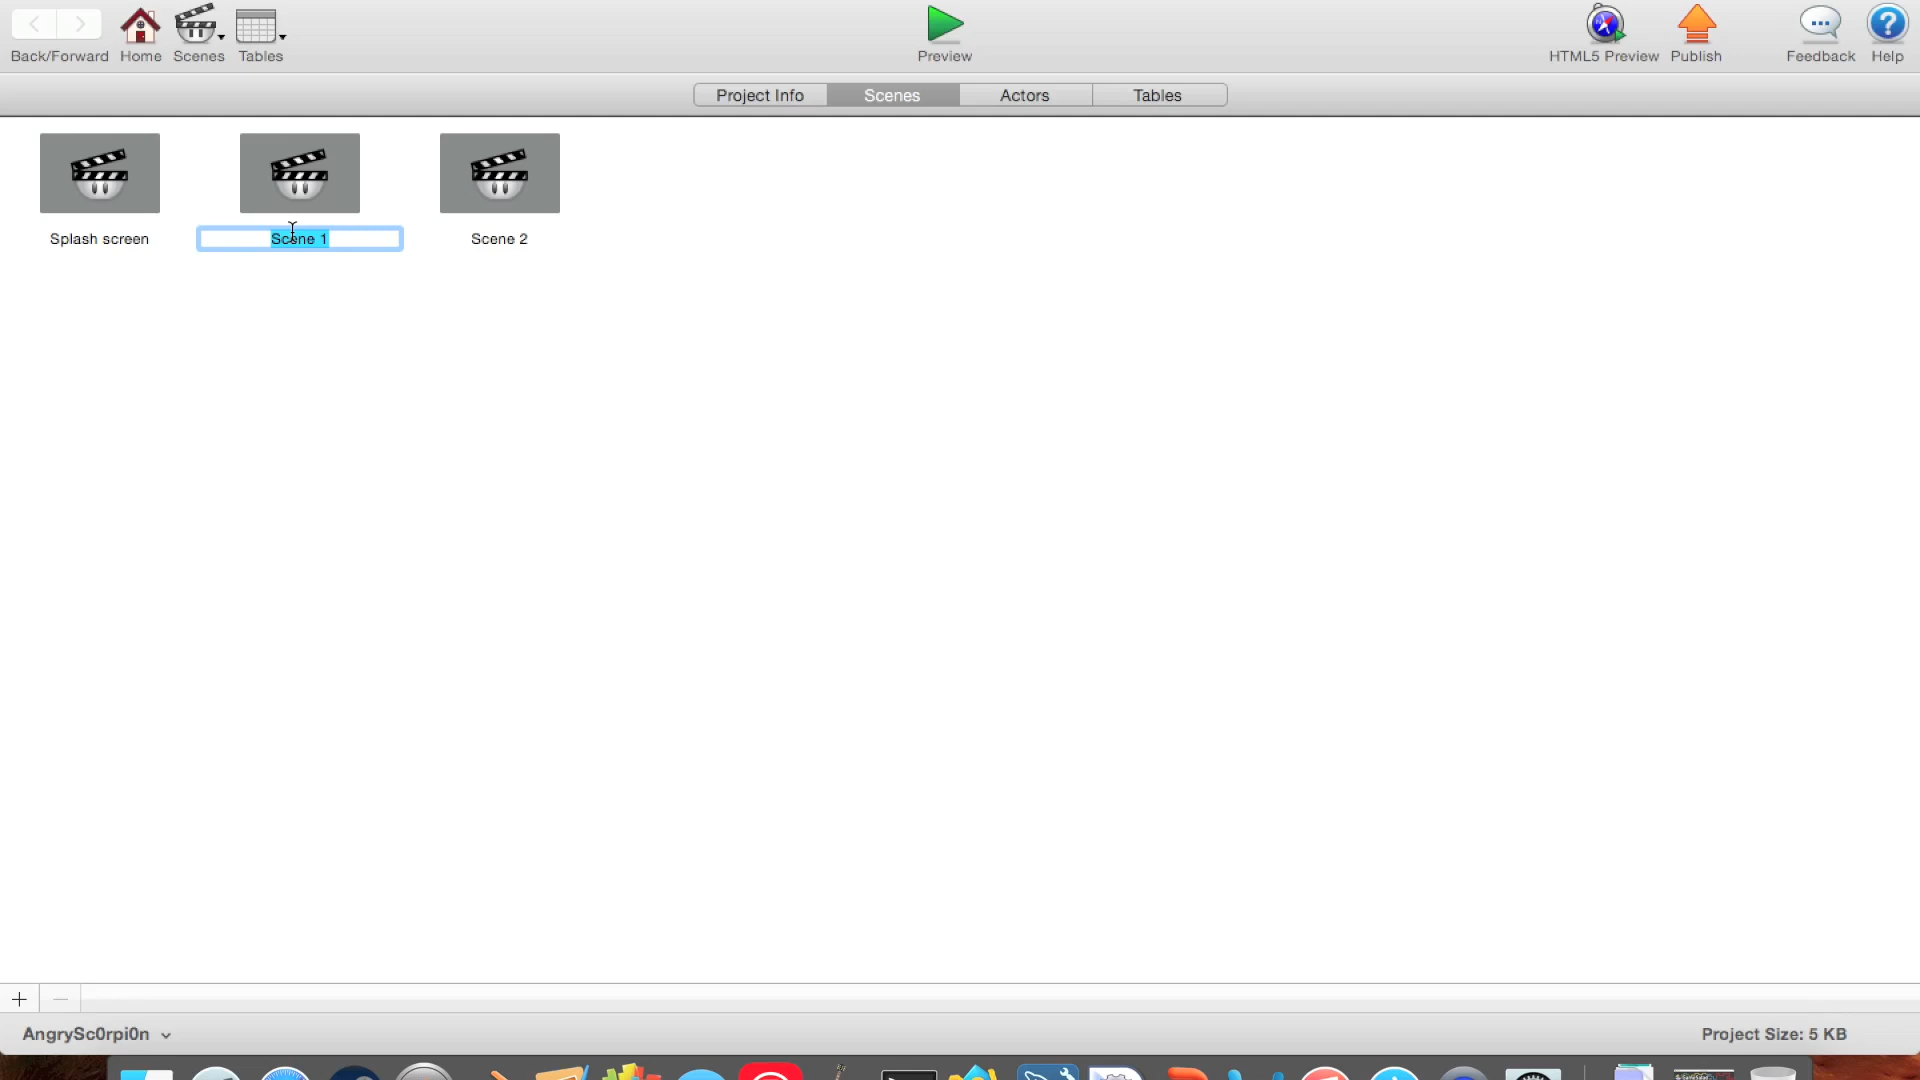 Back/Forward Home Scenes Tables Preview HTML5 Preview Publish Feedback Help
Project Info Scenes Actors Tables
Splash screen Scene 1 Scene 2
AngrySc0rpi0n Project Size: 5 KB